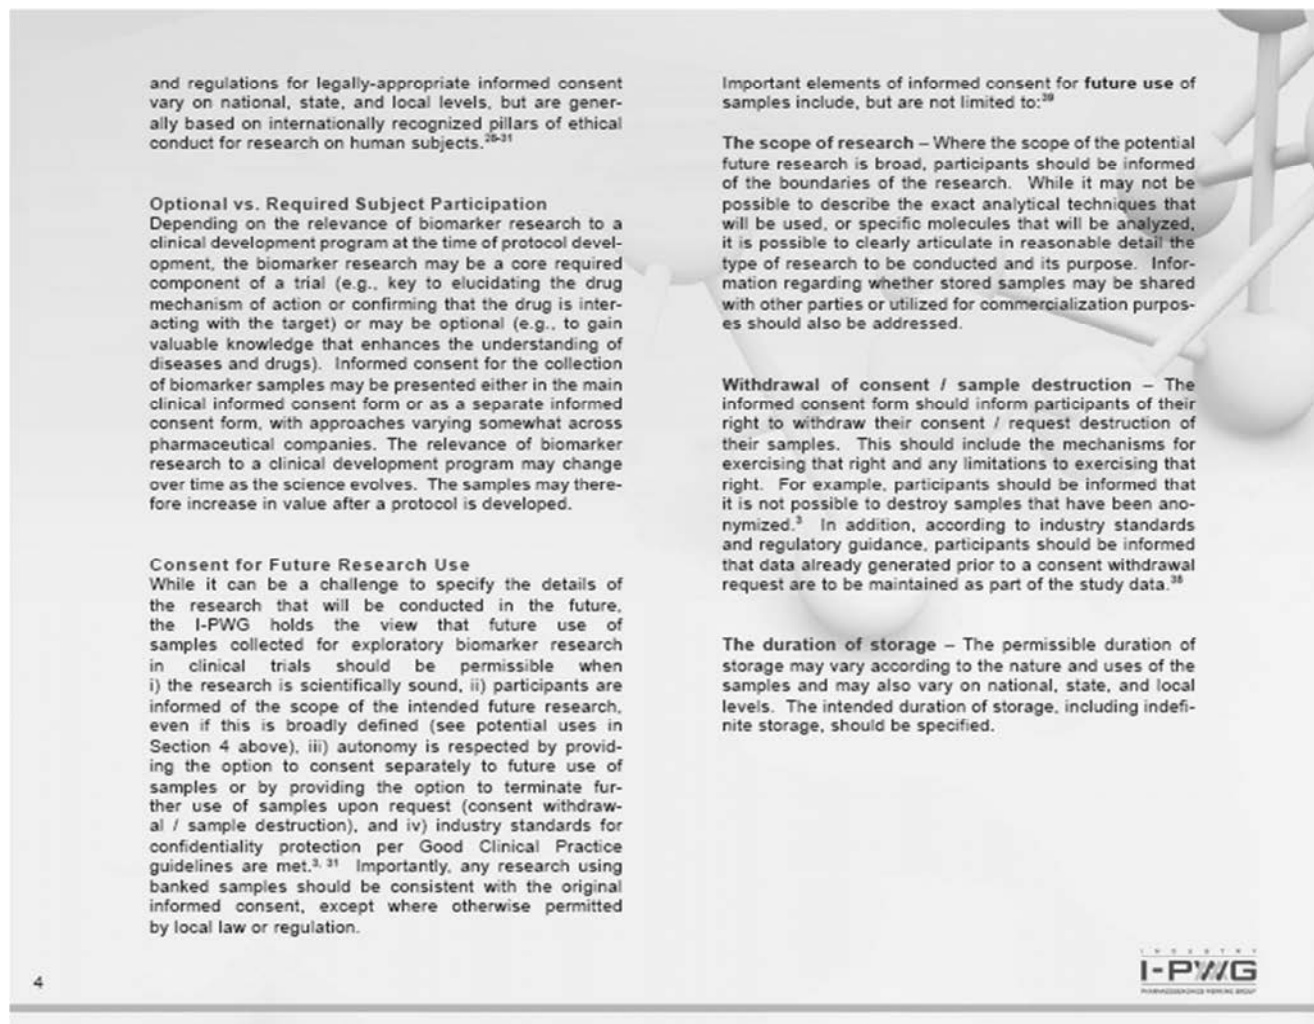 and regulations for legally-appropriate informed consent
vary on national, state, and local levels, but are gener-
ally based on internationally recognized pillars of ethical
conduct for research on human subjects.

Optional vs. Required Subject Participation
Depending on the relevance of biomarker research to a
clinical development program at the time of protocol devel-
opment, the biomarker research may be a core required
component of a trial (e.g., key to elucidating the drug
mechanism of action or confirming that the drug is inter-
acting with the target) or may be optional (e.g., to gain
valuable knowledge that enhances the understanding of
diseases and drugs). Informed consent for the collection
of biomarker samples may be presented either in the main
clinical informed consent form or as a separate informed
consent form, with approaches varying somewhat across
pharmaceutical companies. The relevance of biomarker
research to a clinical development program may change
over time as the science evolves. The samples may there-
fore increase in value after a protocol is developed.

Consent for Future Research Use
While it can be a challenge to specify the details of
the research that will be conducted in the future,
the I-PWG holds the view that future use of
samples collected for exploratory biomarker research
in clinical trials should be permissible when
i) the research is scientifically sound, ii) participants are
informed of the scope of the intended future research,
even if this is broadly defined (see potential uses in
Section 4 above), iii) autonomy is respected by provid-
ing the option to consent separately to future use of
samples or by providing the option to terminate fur-
ther use of samples upon request (consent withdraw-
al / sample destruction), and iv) industry standards for
confidentiality protection per Good Clinical Practice
guidelines are met.3, 31 Importantly, any research using
banked samples should be consistent with the original
informed consent, except where otherwise permitted
by local law or regulation.

Important elements of informed consent for future use of
samples include, but are not limited to:39

The scope of research – Where the scope of the potential
future research is broad, participants should be informed
of the boundaries of the research. While it may not be
possible to describe the exact analytical techniques that
will be used, or specific molecules that will be analyzed,
it is possible to clearly articulate in reasonable detail the
type of research to be conducted and its purpose. Infor-
mation regarding whether stored samples may be shared
with other parties or utilized for commercialization purpos-
es should also be addressed.

Withdrawal of consent / sample destruction – The
informed consent form should inform participants of their
right to withdraw their consent / request destruction of
their samples. This should include the mechanisms for
exercising that right and any limitations to exercising that
right. For example, participants should be informed that
it is not possible to destroy samples that have been ano-
nymized.3 In addition, according to industry standards
and regulatory guidance, participants should be informed
that data already generated prior to a consent withdrawal
request are to be maintained as part of the study data.

The duration of storage – The permissible duration of
storage may vary according to the nature and uses of the
samples and may also vary on national, state, and local
levels. The intended duration of storage, including indefi-
nite storage, should be specified.

4
INDUSTRY
I-PWG